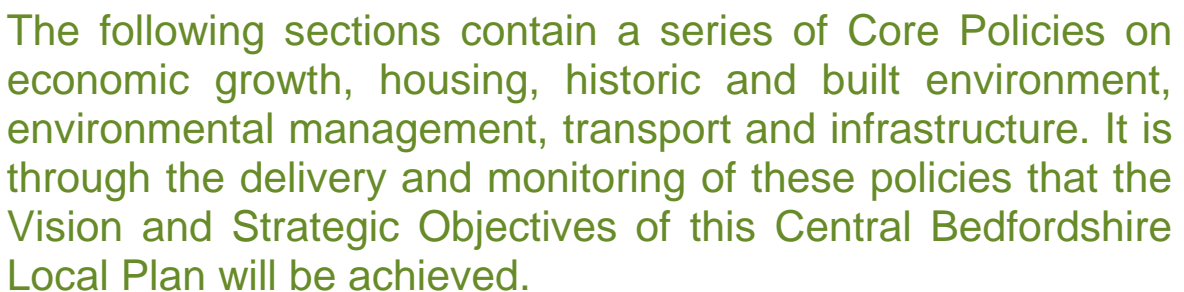 The following sections contain a series of Core Policies on
economic growth, housing, historic and built environment,
environmental management, transport and infrastructure. It is
through the delivery and monitoring of these policies that the
Vision and Strategic Objectives of this Central Bedfordshire
Local Plan will be achieved.